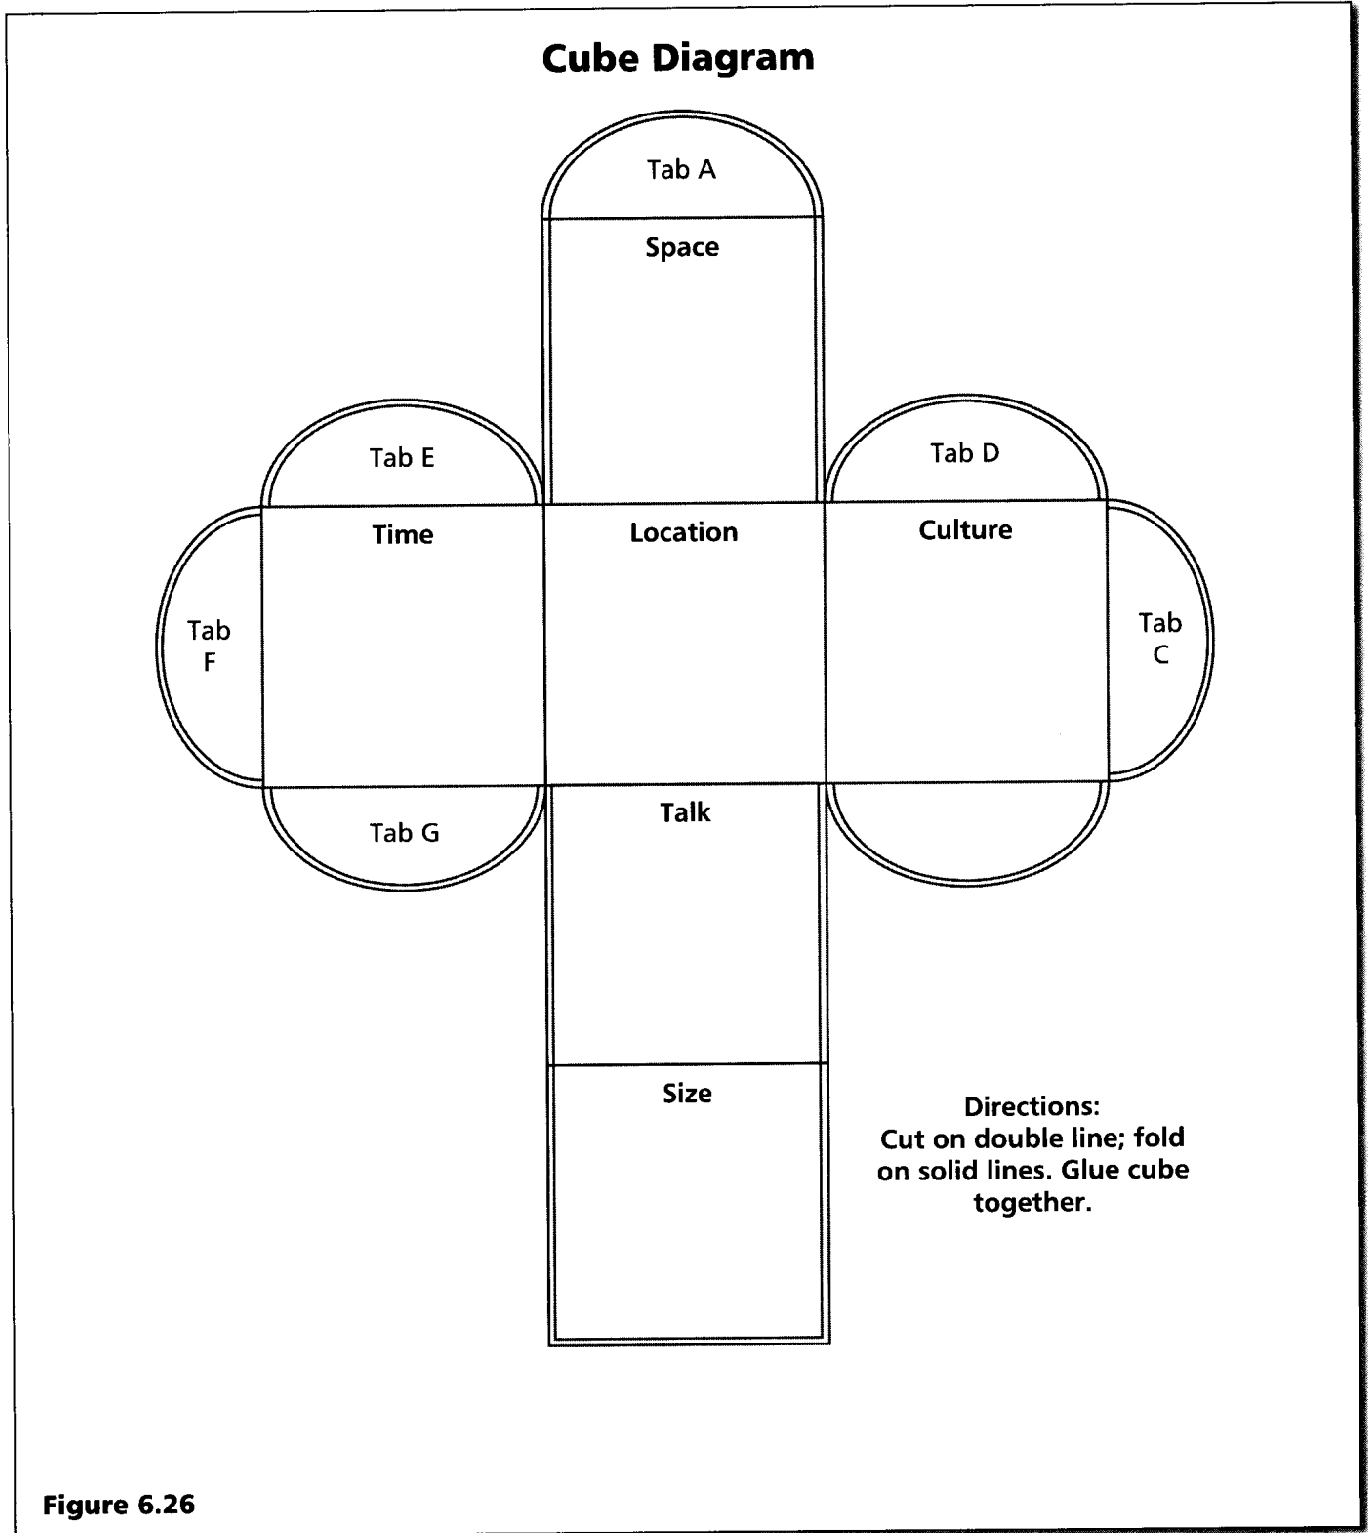 Cube Diagram
Tab A
Space
Tab E
Tab D
Time
Location
Culture
Tab
F
Tab
C
Talk
Tab G
Size
Directions:
Cut on double line; fold
on solid lines. Glue cube
together.
Figure 6.26